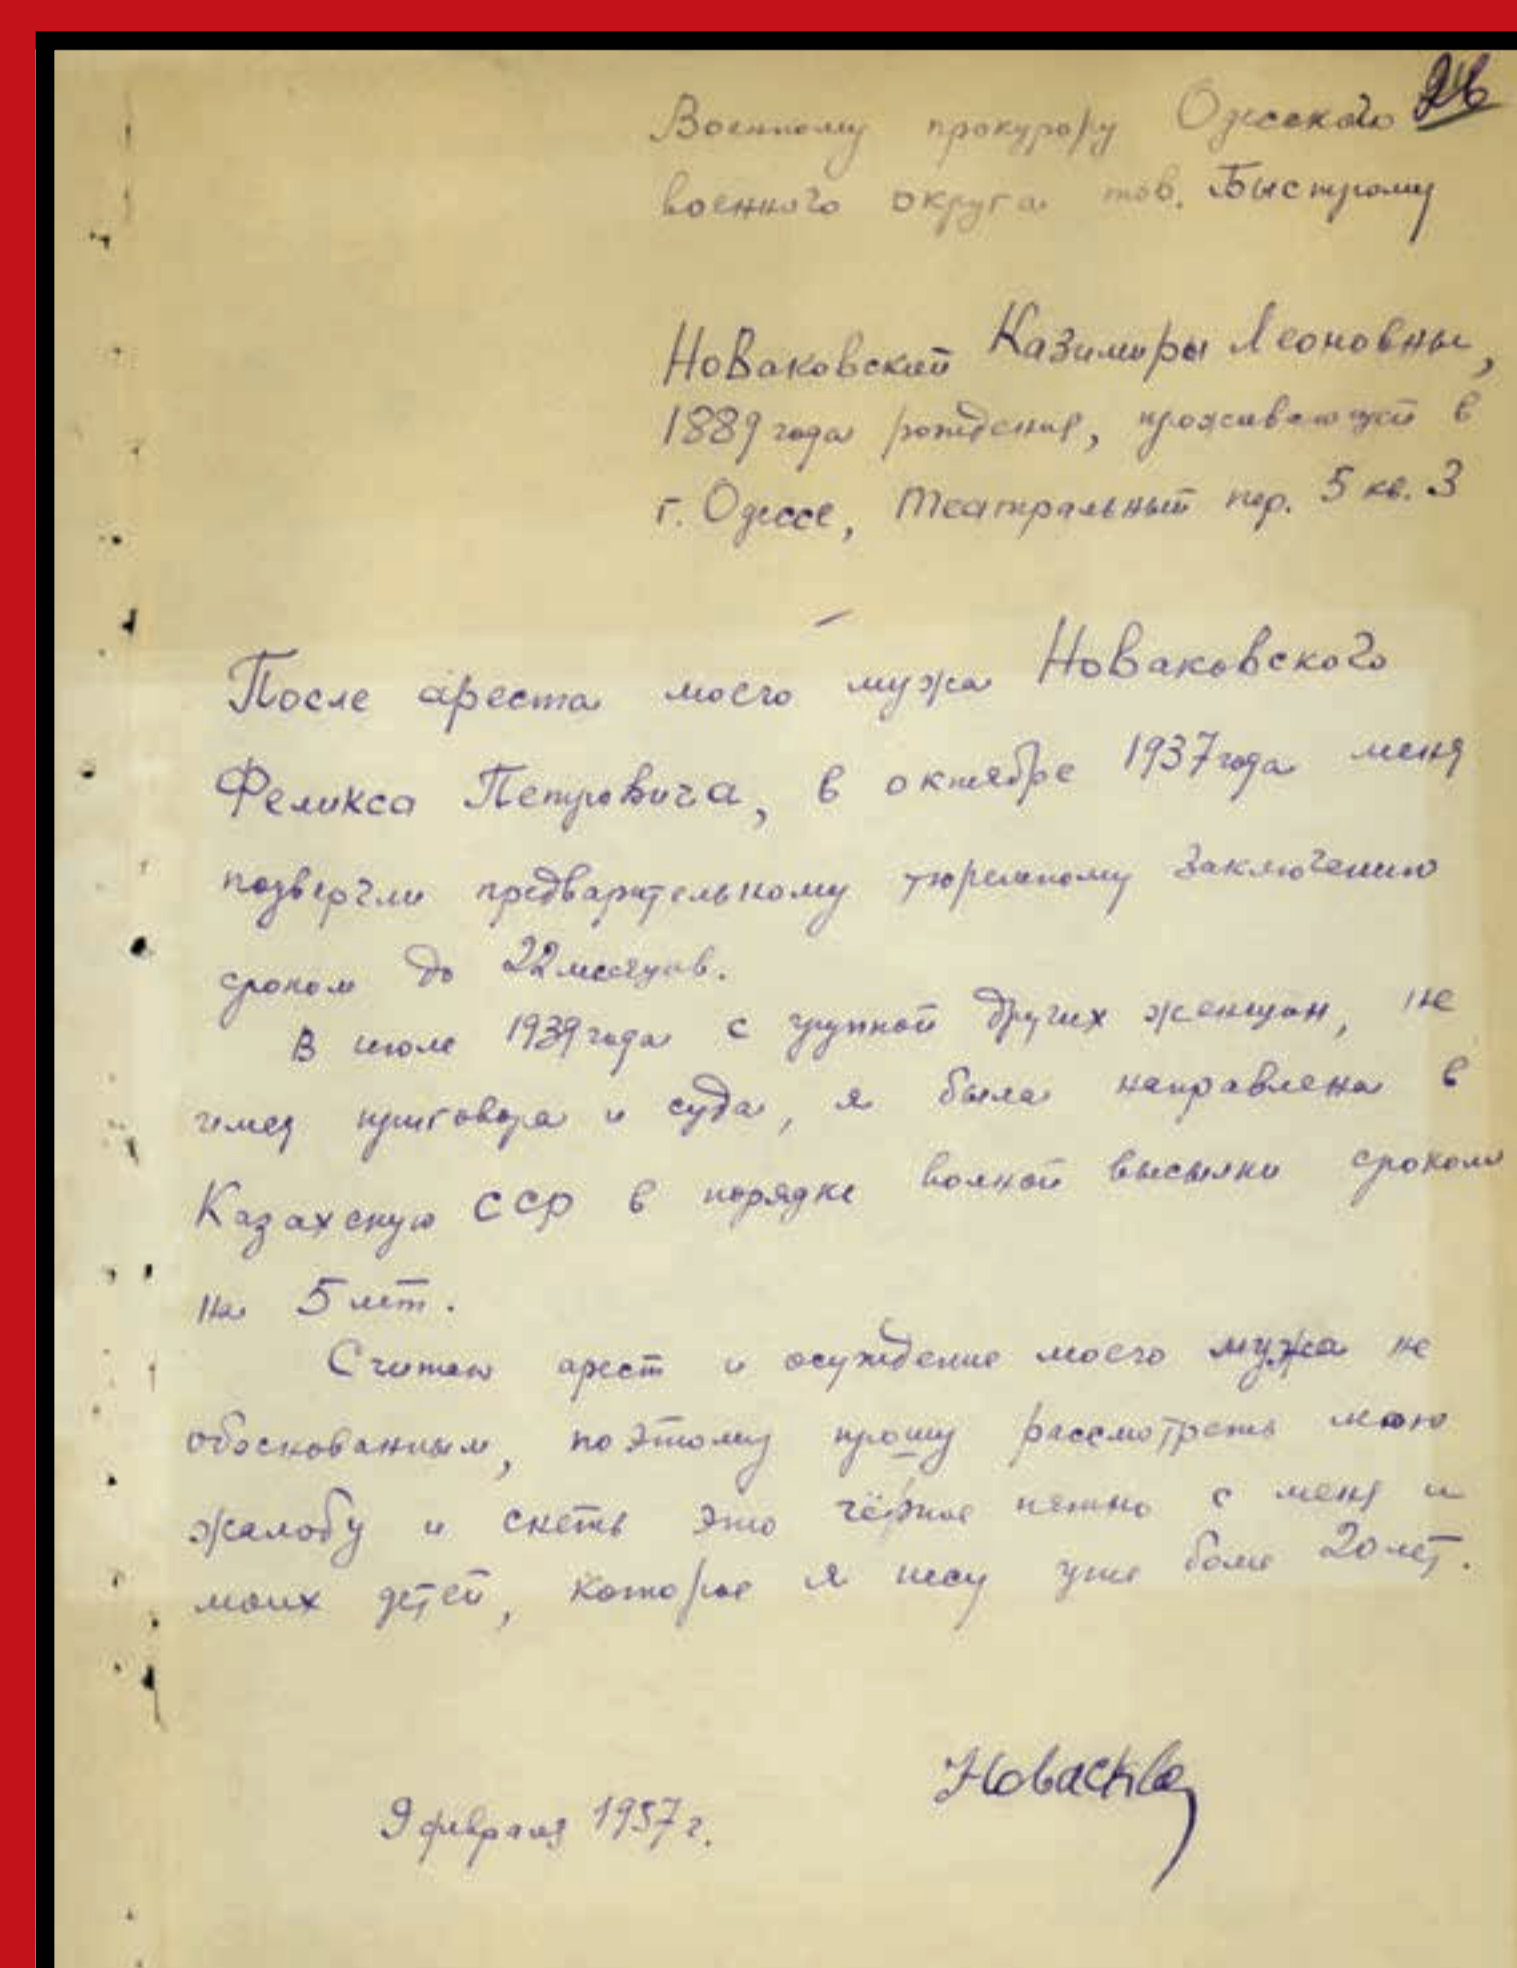 26
Военному прокурору Одесского
военного округа тов. Быстрому
Новаковский Казимиры Леоновны,
1889 года рождения, проживающей в
г. Одессе, Театральный пер. 5 кв. 3
После ареста моего мужа Новаковского
Феликса Петровича, в октябре 1937 года меня
подвергли предварительному тюремному заключению
сроком до 22 месяцев.
В июле 1939 года с группой других женщин, не
имея приговора и суда, я была направлена в
Казахскую ССР в порядке вольной высылки сроком
на 5 лет.
Считаю арест и осуждение моего мужа не
обоснованным, поэтому прошу рассмотреть мою
жалобу и снять это чёрное пятно с меня и
моих детей, которое я несу уже более 20 лет.
9 февраля 1957 г.